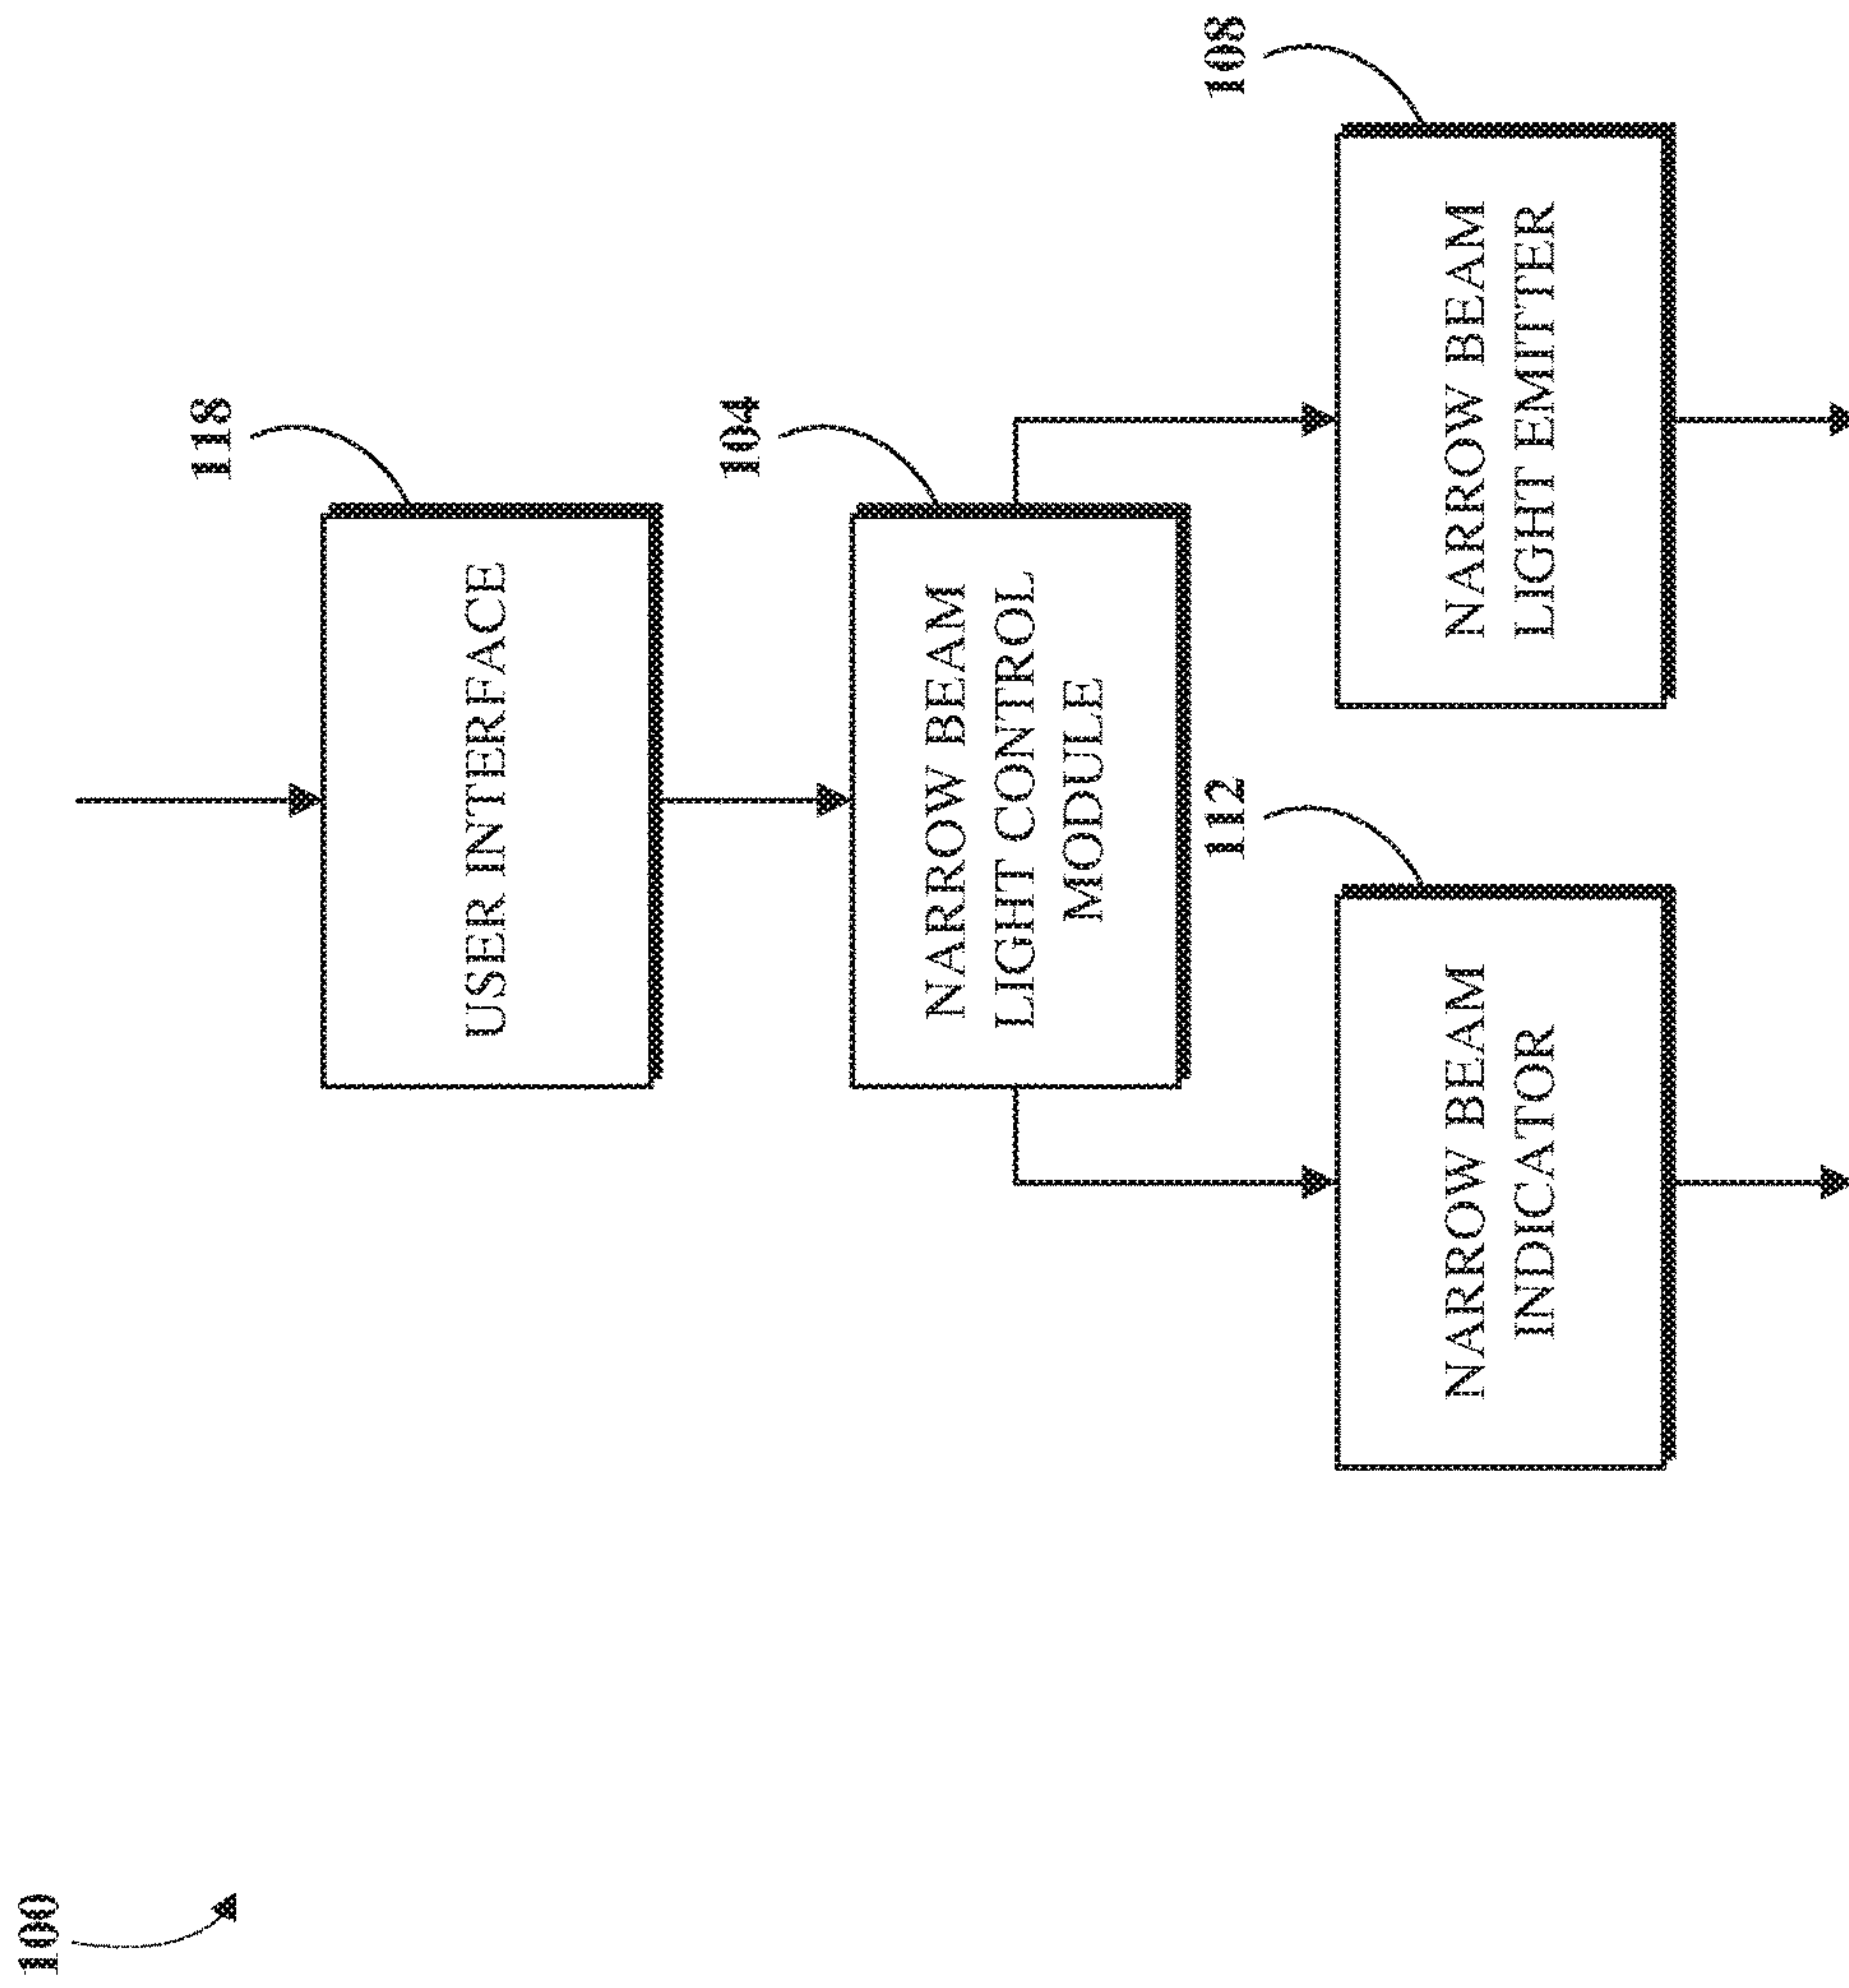 100
118
USER INTERFACE
104
NARROW BEAM
LIGHT CONTROL
MODULE
112
NARROW BEAM
INDICATOR
108
NARROW BEAM
LIGHT EMITTER